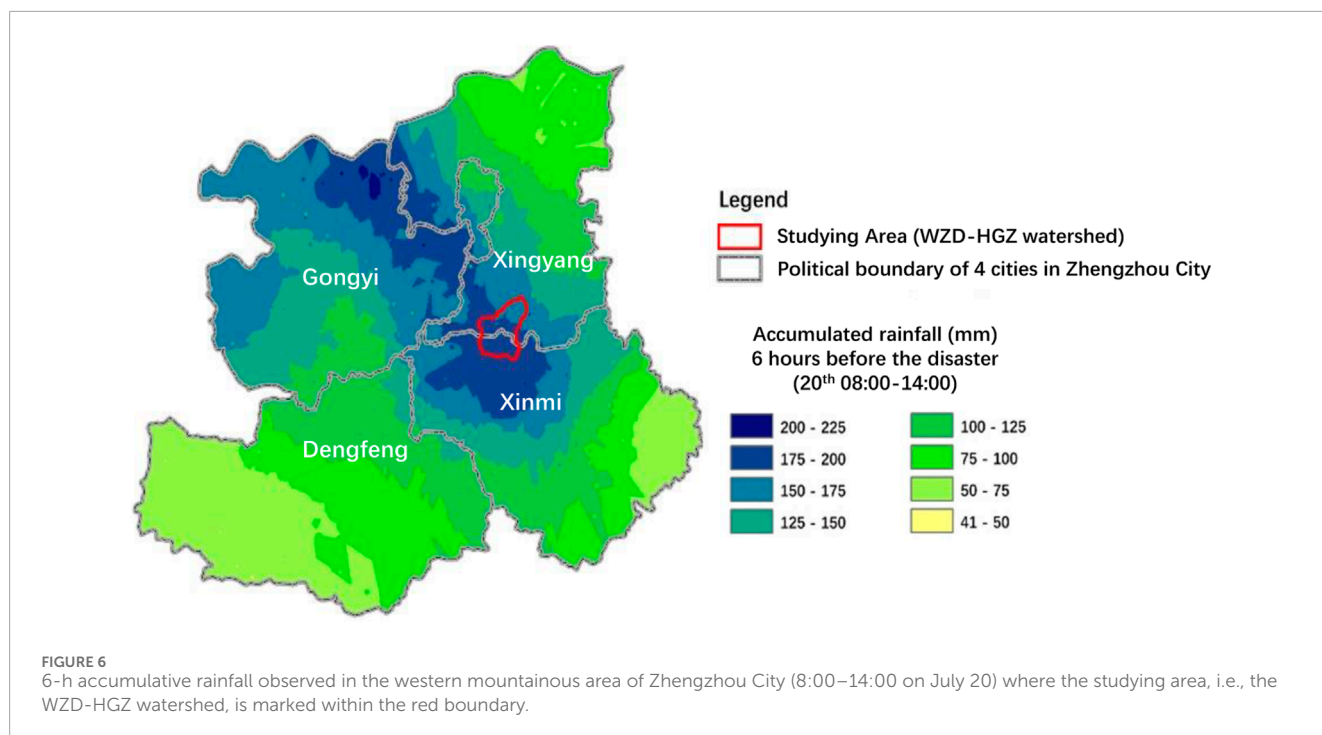 Gongyi
Xingyang
Xinmi
Dengfeng
Legend
Studying Area (WZD-HGZ watershed)
Political boundary of 4 cities in Zhengzhou City
Accumulated rainfall (mm)
6 hours before the disaster
(20th 08:00-14:00)
200 - 225
175 - 200
150 - 175
125 - 150
100 - 125
75 - 100
50 - 75
41 - 50
FIGURE 6
6-h accumulative rainfall observed in the western mountainous area of Zhengzhou City (8:00–14:00 on July 20) where the studying area, i.e., the
WZD-HGZ watershed, is marked within the red boundary.